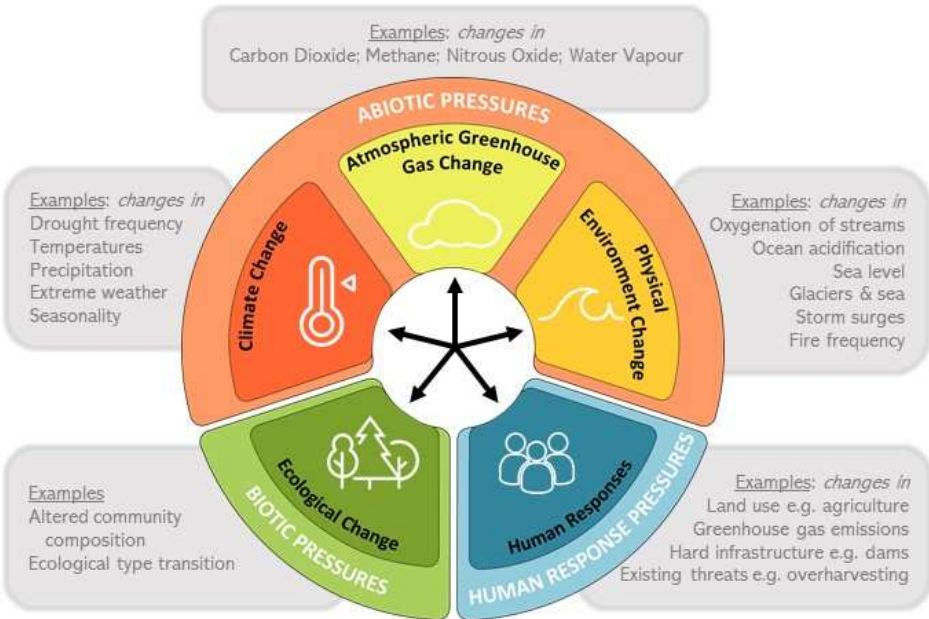 Examples: changes in
Carbon Dioxide; Methane; Nitrous Oxide; Water Vapour
ABIOTIC PRESSURES
Atmospheric Greenhouse
Gas Change
Examples: changes in
Drought frequency
Temperatures
Precipitation
Extreme weather
Seasonality
Climate Change
Physical
Environment Change
Examples: changes in
Oxygenation of streams
Ocean acidification
Sea level
Glaciers & sea
Storm surges
Fire frequency
Examples
Altered community
composition
Ecological type transition
Ecological Change
BIOTIC PRESSURES
Human Responses
HUMAN RESPONSE PRESSURES
Examples: changes in
Land use e.g. agriculture
Greenhouse gas emissions
Hard infrastructure e.g. dams
Existing threats e.g. overharvesting